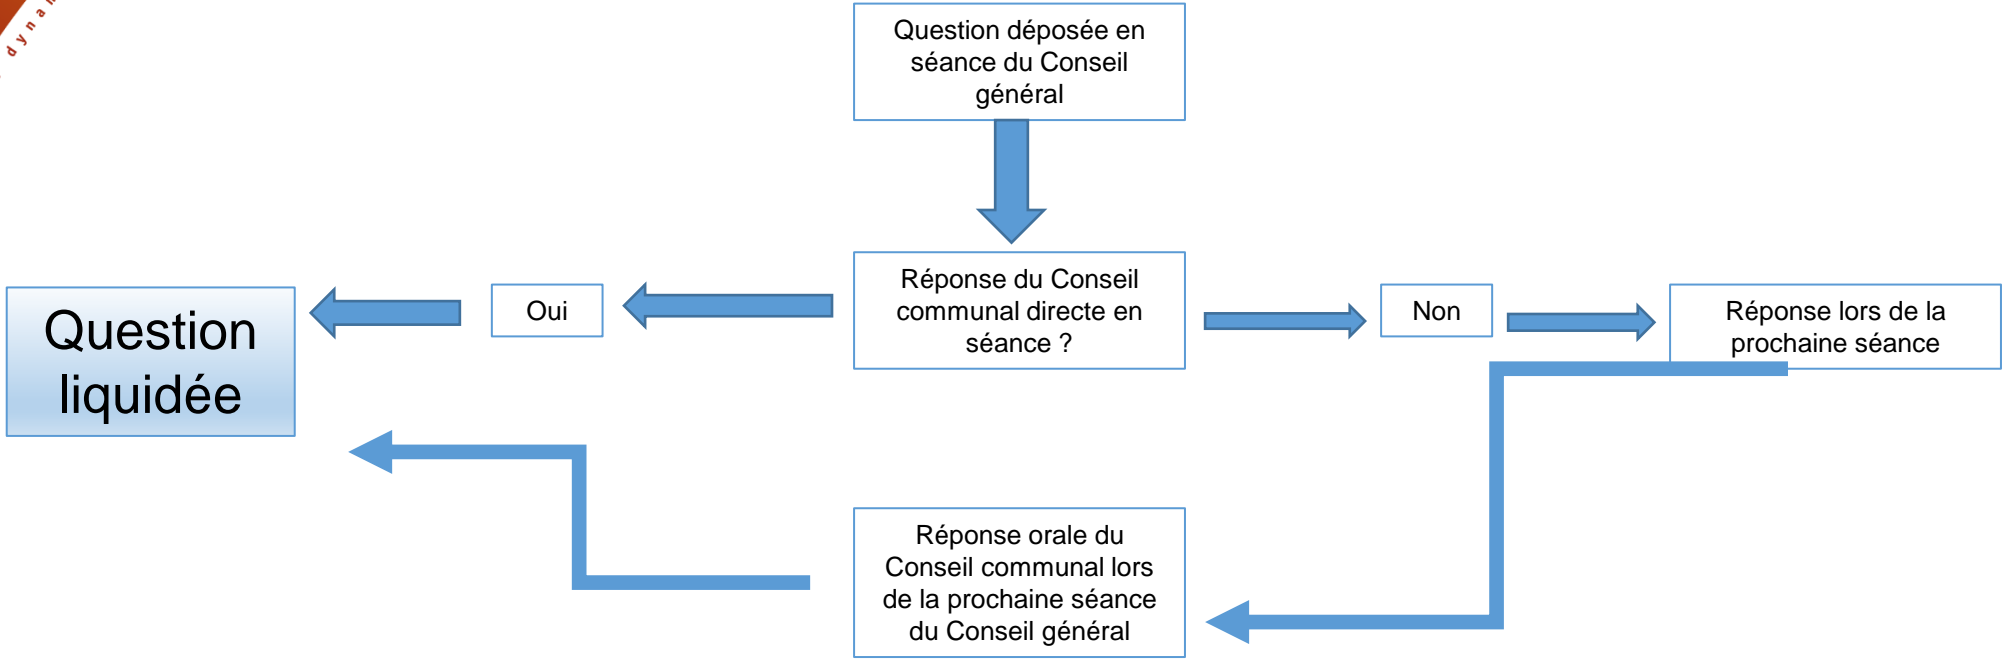 Question déposée en
séance du Conseil
général
Réponse du Conseil
communal directe en
séance ?
Oui
Non
Question
liquidée
Réponse lors de la
prochaine séance
Réponse orale du
Conseil communal lors
de la prochaine séance
du Conseil général